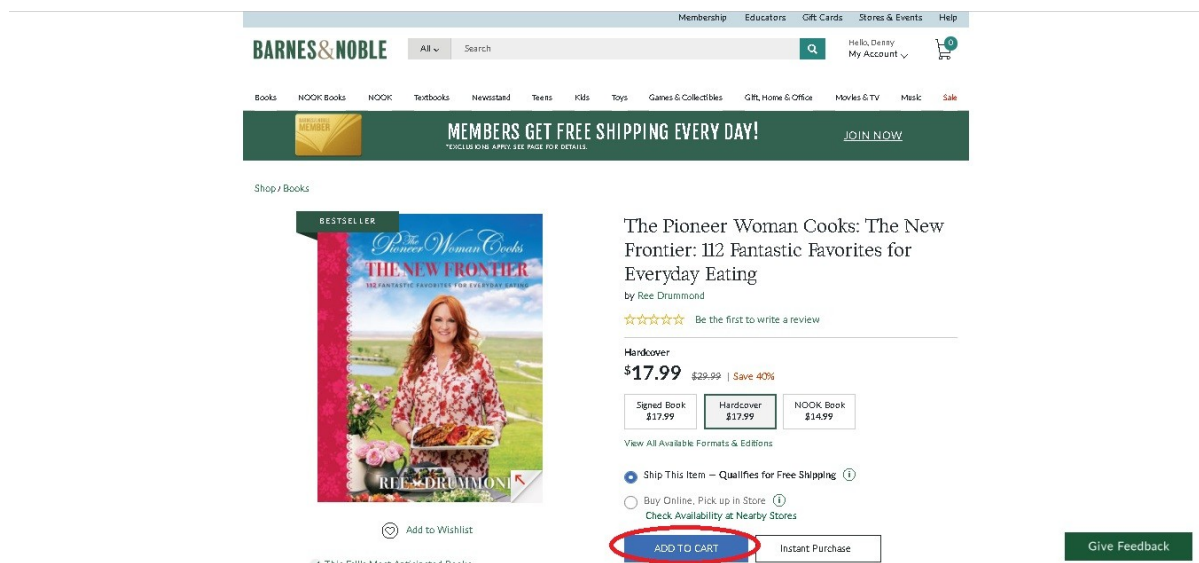 Membership Educators Gift Cards Stores & Events Help
BARNES&NOBLE
All
Search
Hello, Denny
My Account
0
Books NOOK Books NOOK Textbooks Newsstand Teens Kids Toys Games & Collectibles Gift, Home & Office Movies & TV Music Sale
BARNES & NOBLE
MEMBER
MEMBERS GET FREE SHIPPING EVERY DAY!
*EXCLUSIONS APPLY. SEE PAGE FOR DETAILS.
JOIN NOW
Shop / Books
BESTSELLER
The
Pioneer Woman Cooks
THE NEW FRONTIER
112 FANTASTIC FAVORITES FOR EVERYDAY EATING
REE DRUMMOND
Add to Wishlist
This Fall's Most Anticipated Books
The Pioneer Woman Cooks: The New
Frontier: 112 Fantastic Favorites for
Everyday Eating
by Ree Drummond
Be the first to write a review
Hardcover
$17.99 $29.99 | Save 40%
Signed Book
$17.99
Hardcover
$17.99
NOOK Book
$14.99
View All Available Formats & Editions
Ship This Item — Qualifies for Free Shipping
Buy Online, Pick up in Store
Check Availability at Nearby Stores
ADD TO CART
Instant Purchase
Give Feedback